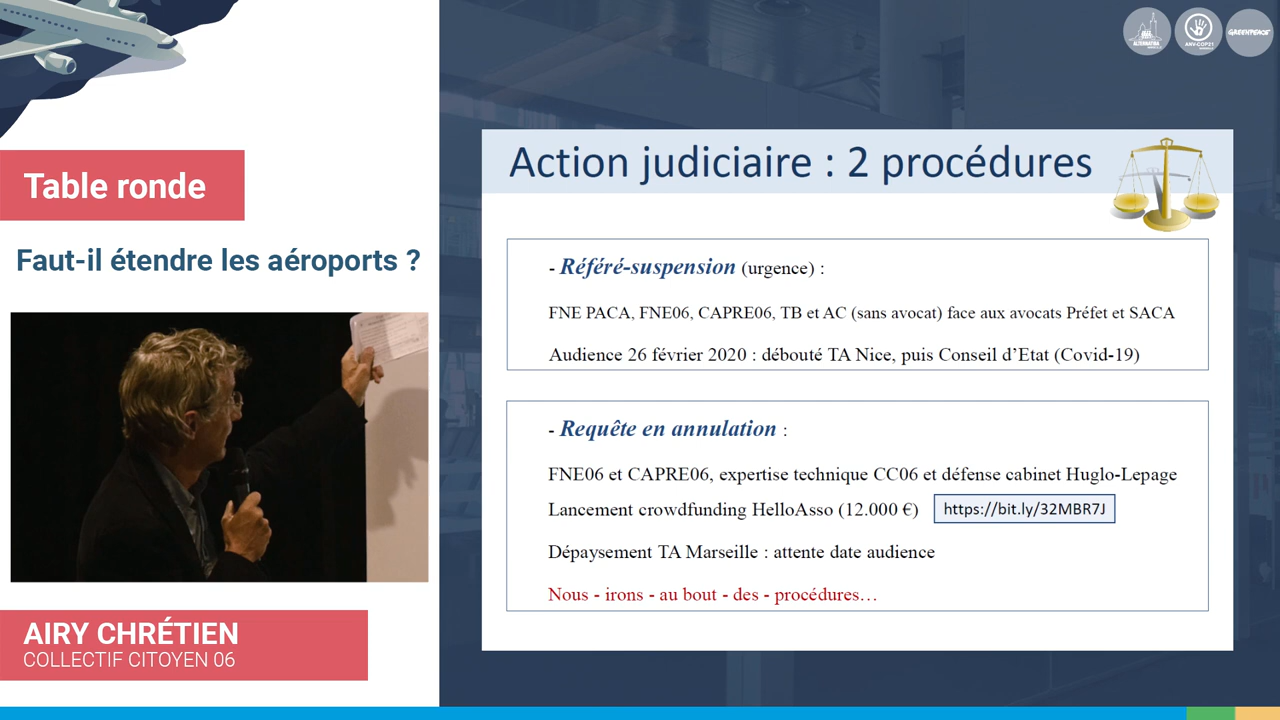 Table ronde
Faut-il étendre les aéroports ?
AIRY CHRÉTIEN
COLLECTIF CITOYEN 06
ALTERNATIBA
ANV-COP21
GREENPEACE
Action judiciaire : 2 procédures
- Référé-suspension (urgence) :
FNE PACA, FNE06, CAPRE06, TB et AC (sans avocat) face aux avocats Préfet et SACA
Audience 26 février 2020 : débouté TA Nice, puis Conseil d’Etat (Covid-19)
- Requête en annulation :
FNE06 et CAPRE06, expertise technique CC06 et défense cabinet Huglo-Lepage
Lancement crowdfunding HelloAsso (12.000 €) https://bit.ly/32MBR7J
Dépaysement TA Marseille : attente date audience
Nous - irons - au bout - des - procédures…